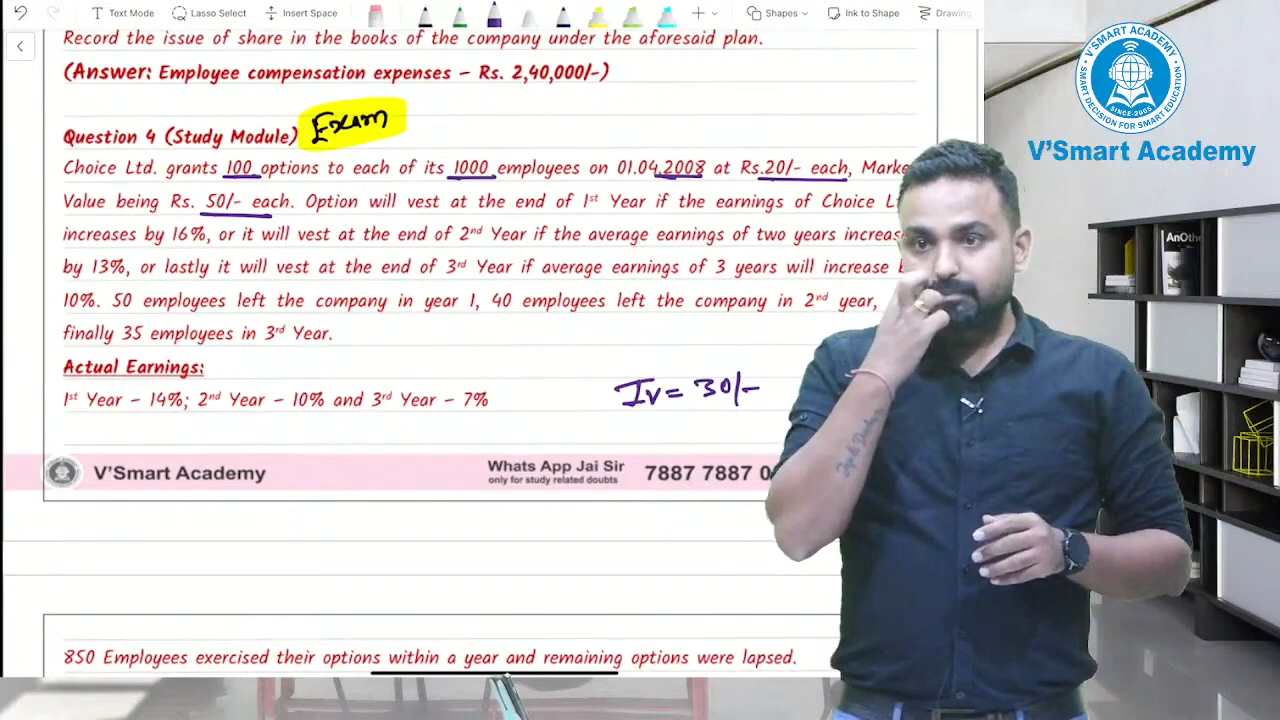 Text Mode Lasso Select Insert Space Shapes Ink to Shape Drawing
Record the issue of share in the books of the company under the aforesaid plan.
(Answer: Employee compensation expenses – Rs. 2,40,000/-)
Question 4 (Study Module) Exam
Choice Ltd. grants 100 options to each of its 1000 employees on 01.04.2008 at Rs.20/- each, Marke
Value being Rs. 50/- each. Option will vest at the end of 1st Year if the earnings of Choice L
increases by 16%, or it will vest at the end of 2nd Year if the average earnings of two years increas
by 13%, or lastly it will vest at the end of 3rd Year if average earnings of 3 years will increase
10%. 50 employees left the company in year 1, 40 employees left the company in 2nd year,
finally 35 employees in 3rd Year.
Actual Earnings:
1st Year – 14%; 2nd Year – 10% and 3rd Year – 7%
IV = 30/-
V'Smart Academy Whats App Jai Sir 7887 7887 0
only for study related doubts
850 Employees exercised their options within a year and remaining options were lapsed.
V'SMART ACADEMY
SMART DECISION FOR SMART EDUCATION
SINCE-2005
V'Smart Academy
AnOthe